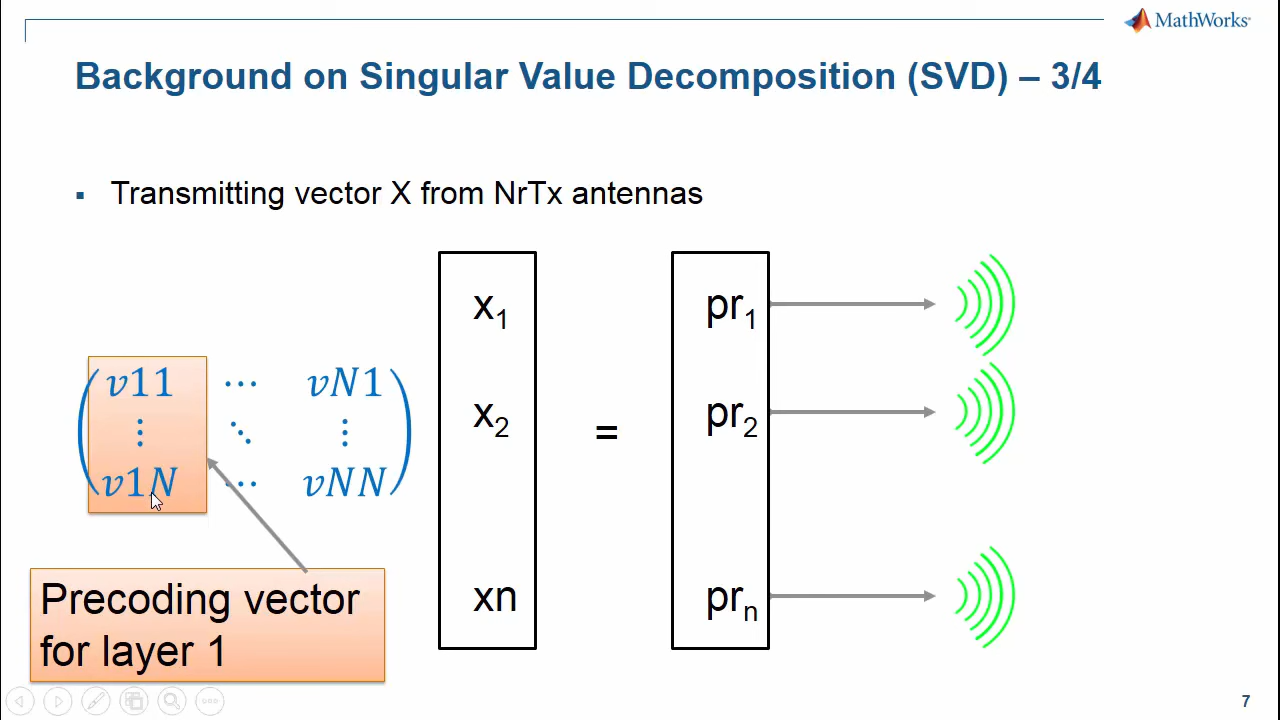 MathWorks®
Background on Singular Value Decomposition (SVD) – 3/4
▪ Transmitting vector X from NrTx antennas
x₁ pr₁
v11 ⋯ vN1
x₂ = pr₂
⋮ ⋱ ⋮
v1N ⋯ vNN
xn prₙ
Precoding vector
for layer 1
7